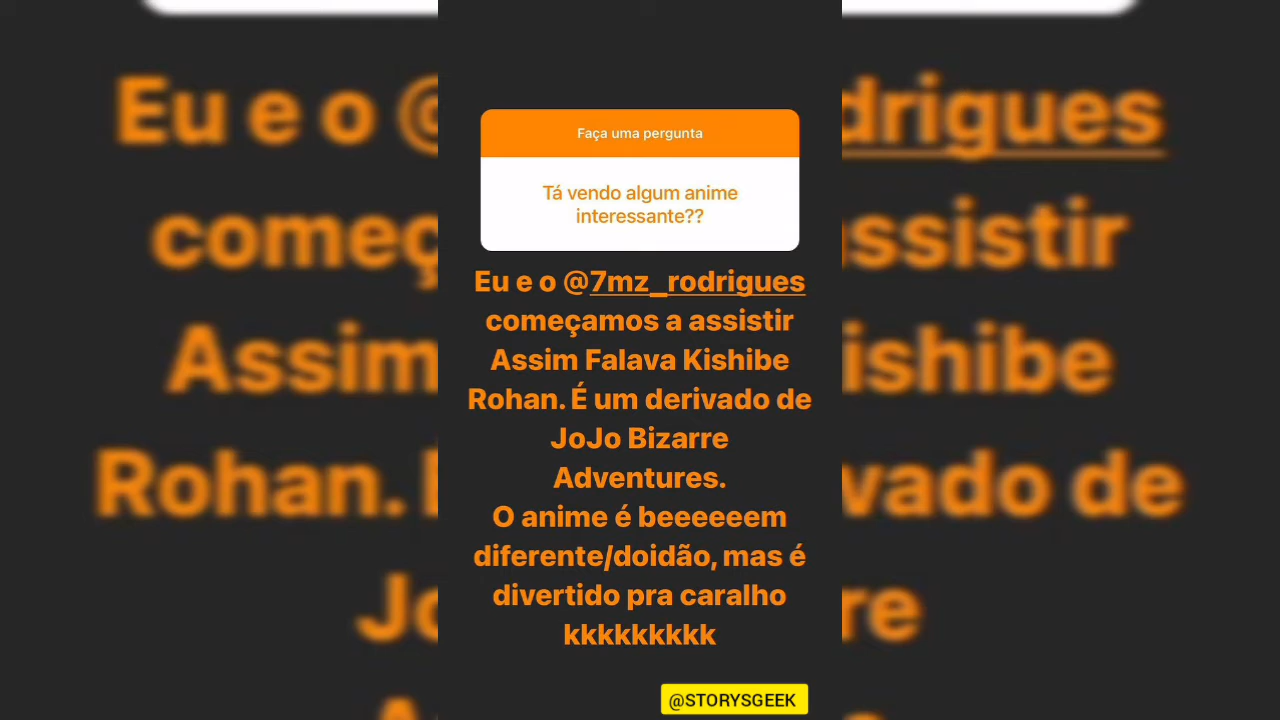 Faça uma pergunta
Tá vendo algum anime
interessante??
Eu e o @7mz_rodrigues
começamos a assistir
Assim Falava Kishibe
Rohan. É um derivado de
JoJo Bizarre
Adventures.
O anime é beeeeeem
diferente/doidão, mas é
divertido pra caralho
kkkkkkkkk
@STORYSGEEK